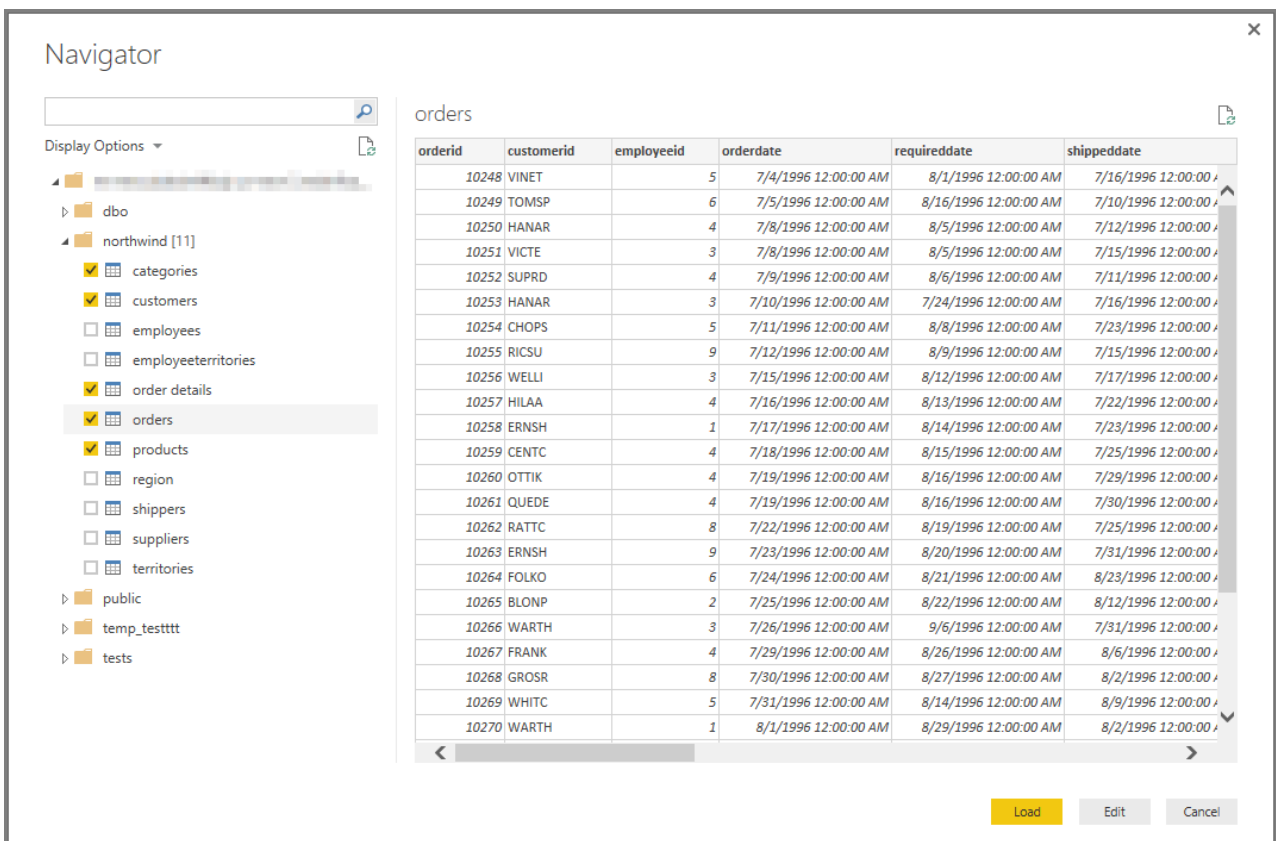 Navigator
Display Options
dbo
northwind [11]
categories
customers
employees
employeeterritories
order details
orders
products
region
shippers
suppliers
territories
public
temp_testttt
tests
orders
orderid customerid employeeid orderdate requireddate shippeddate
10248 VINET 5 7/4/1996 12:00:00 AM 8/1/1996 12:00:00 AM 7/16/1996 12:00:00
10249 TOMSP 6 7/5/1996 12:00:00 AM 8/16/1996 12:00:00 AM 7/10/1996 12:00:00
10250 HANAR 4 7/8/1996 12:00:00 AM 8/5/1996 12:00:00 AM 7/12/1996 12:00:00
10251 VICTE 3 7/8/1996 12:00:00 AM 8/5/1996 12:00:00 AM 7/15/1996 12:00:00
10252 SUPRD 4 7/9/1996 12:00:00 AM 8/6/1996 12:00:00 AM 7/11/1996 12:00:00
10253 HANAR 3 7/10/1996 12:00:00 AM 7/24/1996 12:00:00 AM 7/16/1996 12:00:00
10254 CHOPS 5 7/11/1996 12:00:00 AM 8/8/1996 12:00:00 AM 7/23/1996 12:00:00
10255 RICSU 9 7/12/1996 12:00:00 AM 8/9/1996 12:00:00 AM 7/15/1996 12:00:00
10256 WELLI 3 7/15/1996 12:00:00 AM 8/12/1996 12:00:00 AM 7/17/1996 12:00:00
10257 HILAA 4 7/16/1996 12:00:00 AM 8/13/1996 12:00:00 AM 7/22/1996 12:00:00
10258 ERNSH 1 7/17/1996 12:00:00 AM 8/14/1996 12:00:00 AM 7/23/1996 12:00:00
10259 CENTC 4 7/18/1996 12:00:00 AM 8/15/1996 12:00:00 AM 7/25/1996 12:00:00
10260 OTTIK 4 7/19/1996 12:00:00 AM 8/16/1996 12:00:00 AM 7/29/1996 12:00:00
10261 QUEDE 4 7/19/1996 12:00:00 AM 8/16/1996 12:00:00 AM 7/30/1996 12:00:00
10262 RATTC 8 7/22/1996 12:00:00 AM 8/19/1996 12:00:00 AM 7/25/1996 12:00:00
10263 ERNSH 9 7/23/1996 12:00:00 AM 8/20/1996 12:00:00 AM 7/31/1996 12:00:00
10264 FOLKO 6 7/24/1996 12:00:00 AM 8/21/1996 12:00:00 AM 8/23/1996 12:00:00
10265 BLONP 2 7/25/1996 12:00:00 AM 8/22/1996 12:00:00 AM 8/12/1996 12:00:00
10266 WARTH 3 7/26/1996 12:00:00 AM 9/6/1996 12:00:00 AM 7/31/1996 12:00:00
10267 FRANK 4 7/29/1996 12:00:00 AM 8/26/1996 12:00:00 AM 8/6/1996 12:00:00
10268 GROSR 8 7/30/1996 12:00:00 AM 8/27/1996 12:00:00 AM 8/2/1996 12:00:00
10269 WHITC 5 7/31/1996 12:00:00 AM 8/14/1996 12:00:00 AM 8/9/1996 12:00:00
10270 WARTH 1 8/1/1996 12:00:00 AM 8/29/1996 12:00:00 AM 8/2/1996 12:00:00
Load Edit Cancel